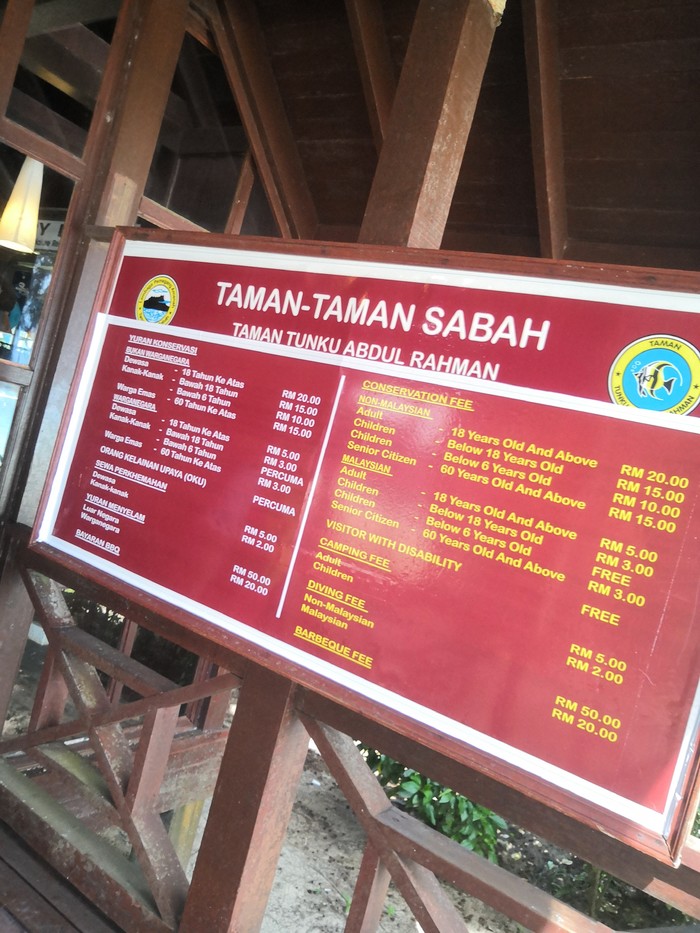 TAMAN-TAMAN SABAH
TAMAN TUNKU ABDUL RAHMAN
TAMAN
YURAN KONSERVASI
BUKAN WARGANEGARA
Dewasa - 18 Tahun Ke Atas RM 20.00
Kanak-Kanak - Bawah 18 Tahun RM 15.00
- Bawah 6 Tahun RM 10.00
Warga Emas - 60 Tahun Ke Atas RM 15.00
WARGANEGARA
Dewasa - 18 Tahun Ke Atas RM 5.00
Kanak-Kanak - Bawah 18 Tahun RM 3.00
- Bawah 6 Tahun PERCUMA
Warga Emas - 60 Tahun Ke Atas RM 3.00
ORANG KELAINAN UPAYA (OKU) PERCUMA
SEWA PERKHEMAHAN
Dewasa RM 5.00
Kanak-kanak RM 2.00
YURAN MENYELAM
Luar Negara RM 50.00
Warganegara RM 20.00
BAYARAN BBQ
CONSERVATION FEE
NON-MALAYSIAN
Adult - 18 Years Old And Above RM 20.00
Children - Below 18 Years Old RM 15.00
Children - Below 6 Years Old RM 10.00
Senior Citizen - 60 Years Old And Above RM 15.00
MALAYSIAN
Adult - 18 Years Old And Above RM 5.00
Children - Below 18 Years Old RM 3.00
Children - Below 6 Years Old FREE
Senior Citizen - 60 Years Old And Above RM 3.00
VISITOR WITH DISABILITY FREE
CAMPING FEE
Adult RM 5.00
Children RM 2.00
DIVING FEE
Non-Malaysian RM 50.00
Malaysian RM 20.00
BARBEQUE FEE